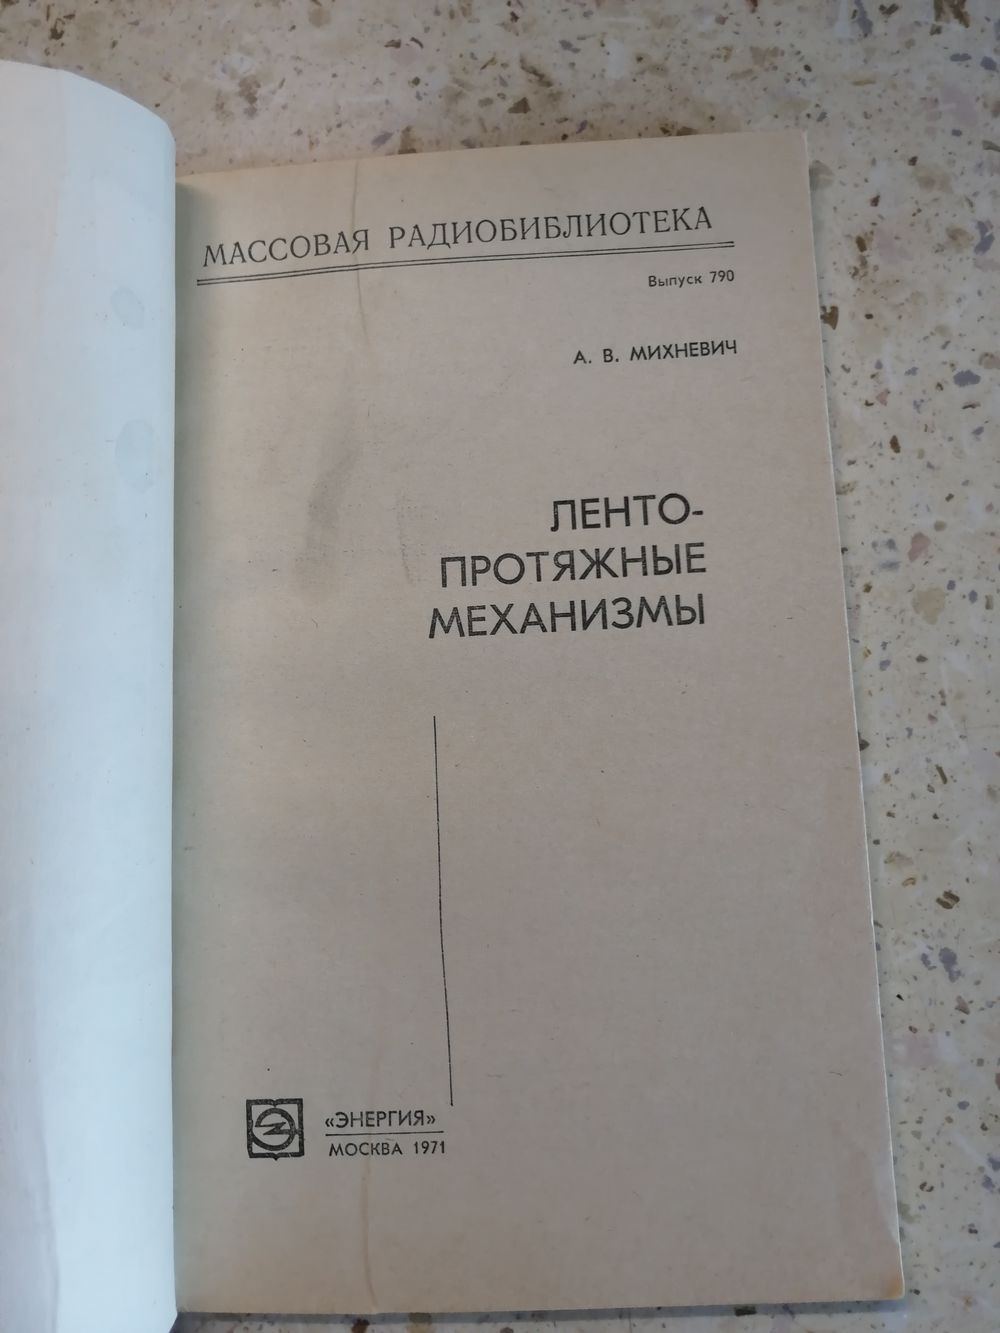 МАССОВАЯ РАДИОБИБЛИОТЕКА
Выпуск 790
А. В. МИХНЕВИЧ
ЛЕНТО-
ПРОТЯЖНЫЕ
МЕХАНИЗМЫ
«ЭНЕРГИЯ»
МОСКВА 1971